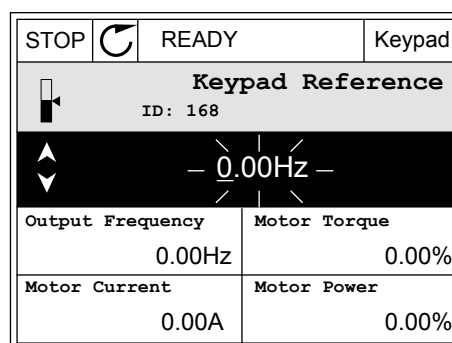 STOP READY Keypad
Keypad Reference
ID: 168
0.00Hz
Output Frequency Motor Torque
0.00Hz 0.00%
Motor Current Motor Power
0.00A 0.00%